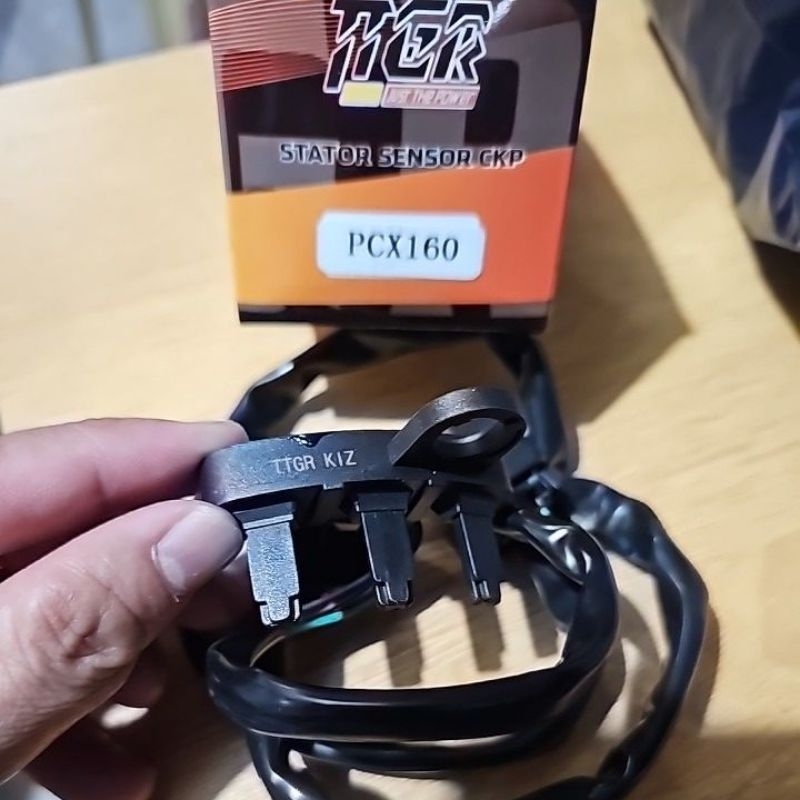 TTGR
JUST THE POWER
STATOR SENSOR CKP
PCX160
TTGR KIZ